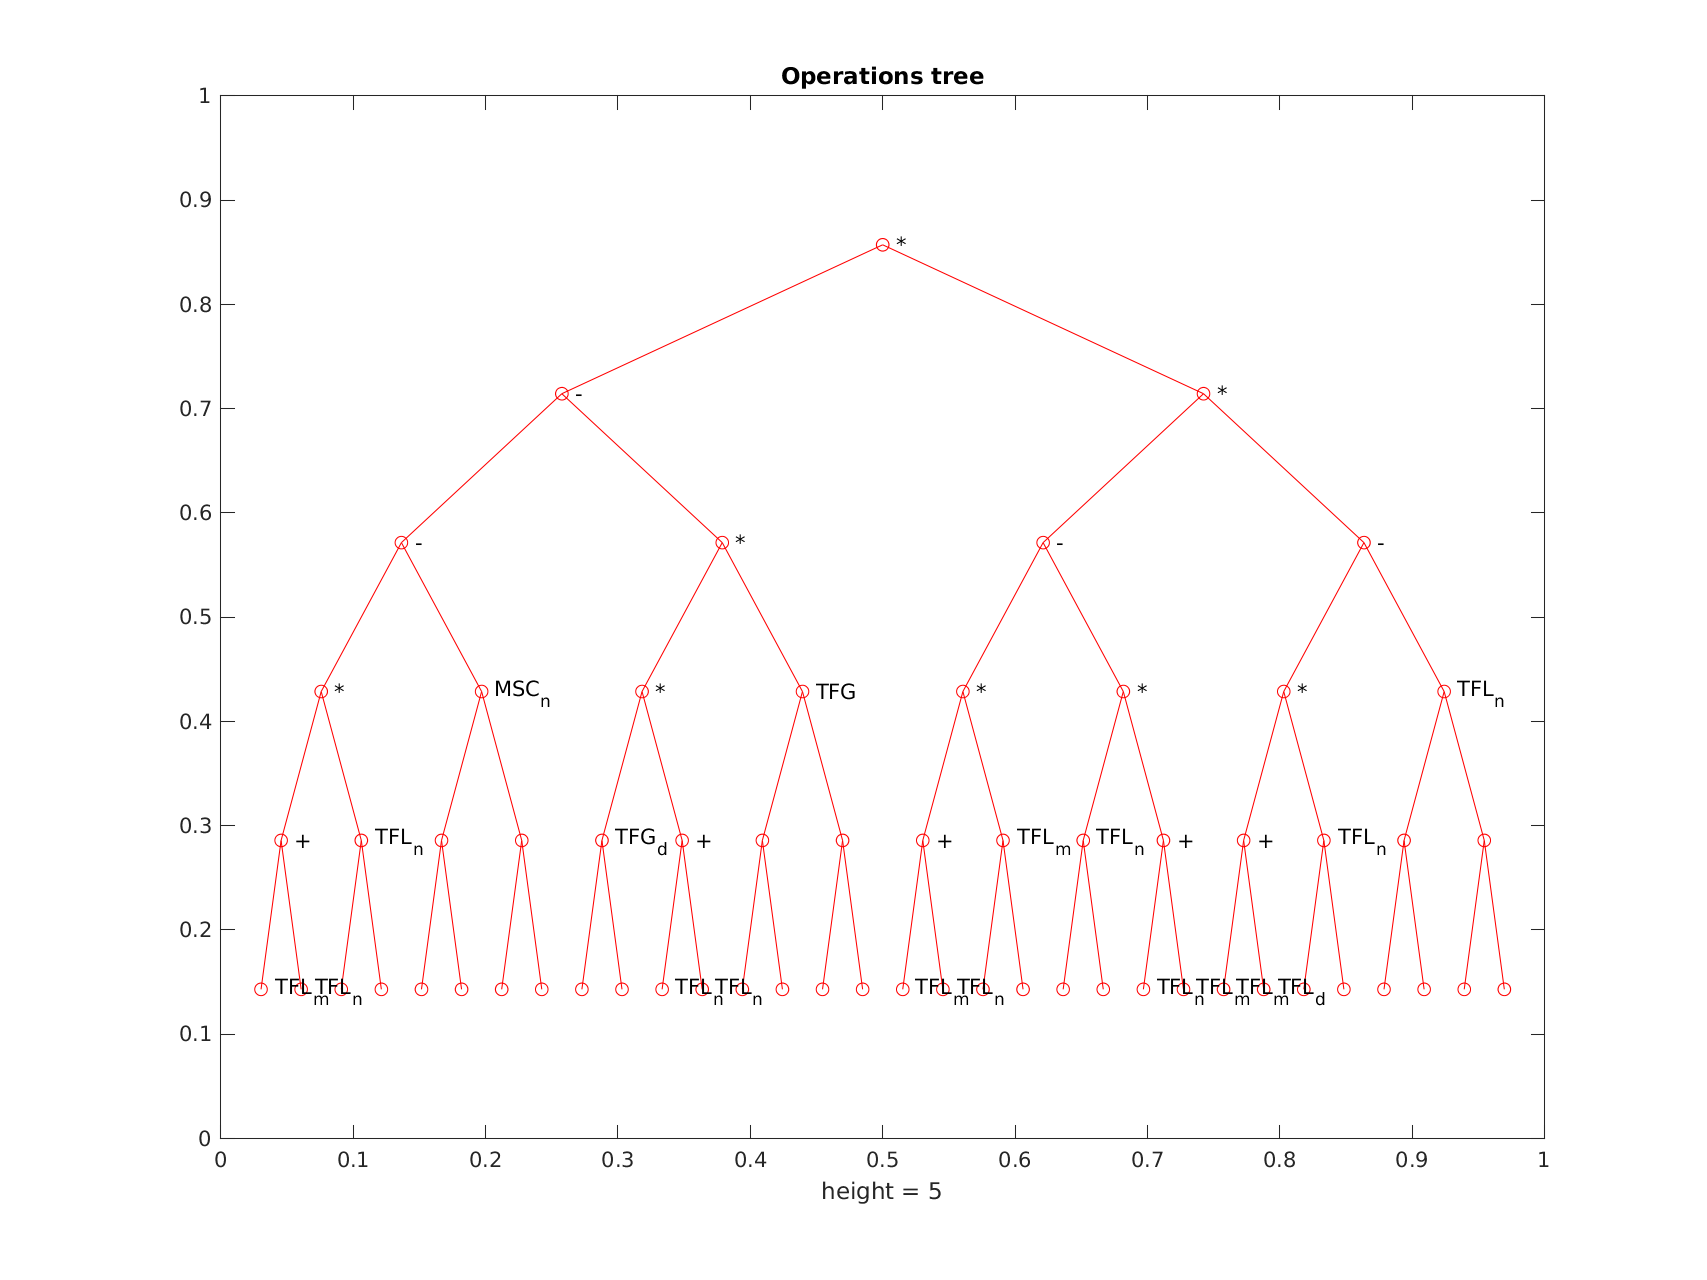 Operations tree
1
0.9
*
0.8
- *
0.7
0.6
- * - -
0.5
* MSC_n * TFG * * * TFL_n
0.4
0.3
+ TFL_n TFG_d + + TFL_m TFL_n + + TFL_n
0.2
TFL_m TFL_n TFL_n TFL_n TFL_m TFL_n TFL_n TFL_m TFL_m TFL_d
0.1
0
0 0.1 0.2 0.3 0.4 0.5 0.6 0.7 0.8 0.9 1
height = 5